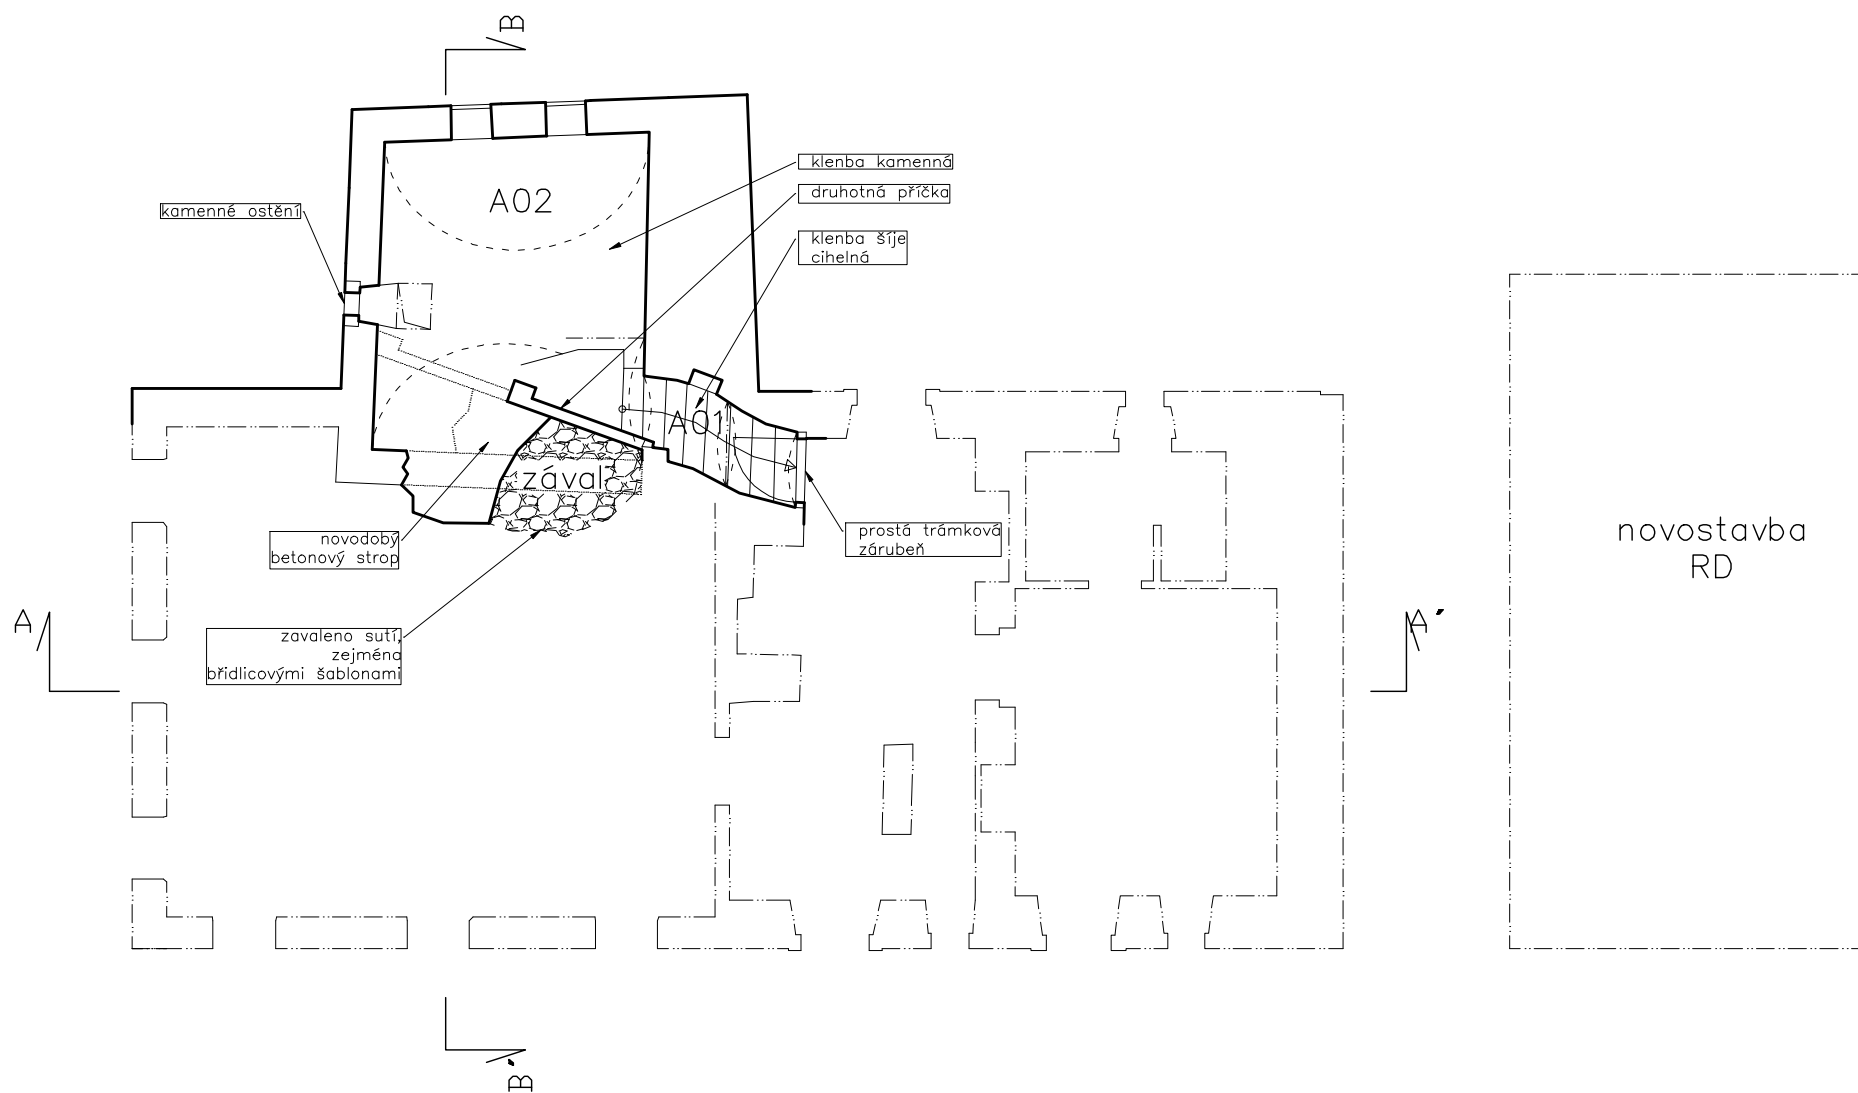 B
klenba kamenná
druhotná příčka
A02
kamenné ostění
klenba šíje
cihelná
A01
zával
prostá trámková
zárubeň
novodobý
betonový strop
novostavba
RD
A
A'
zavaleno sutí,
zejména
břidlicovými šablonami
B'